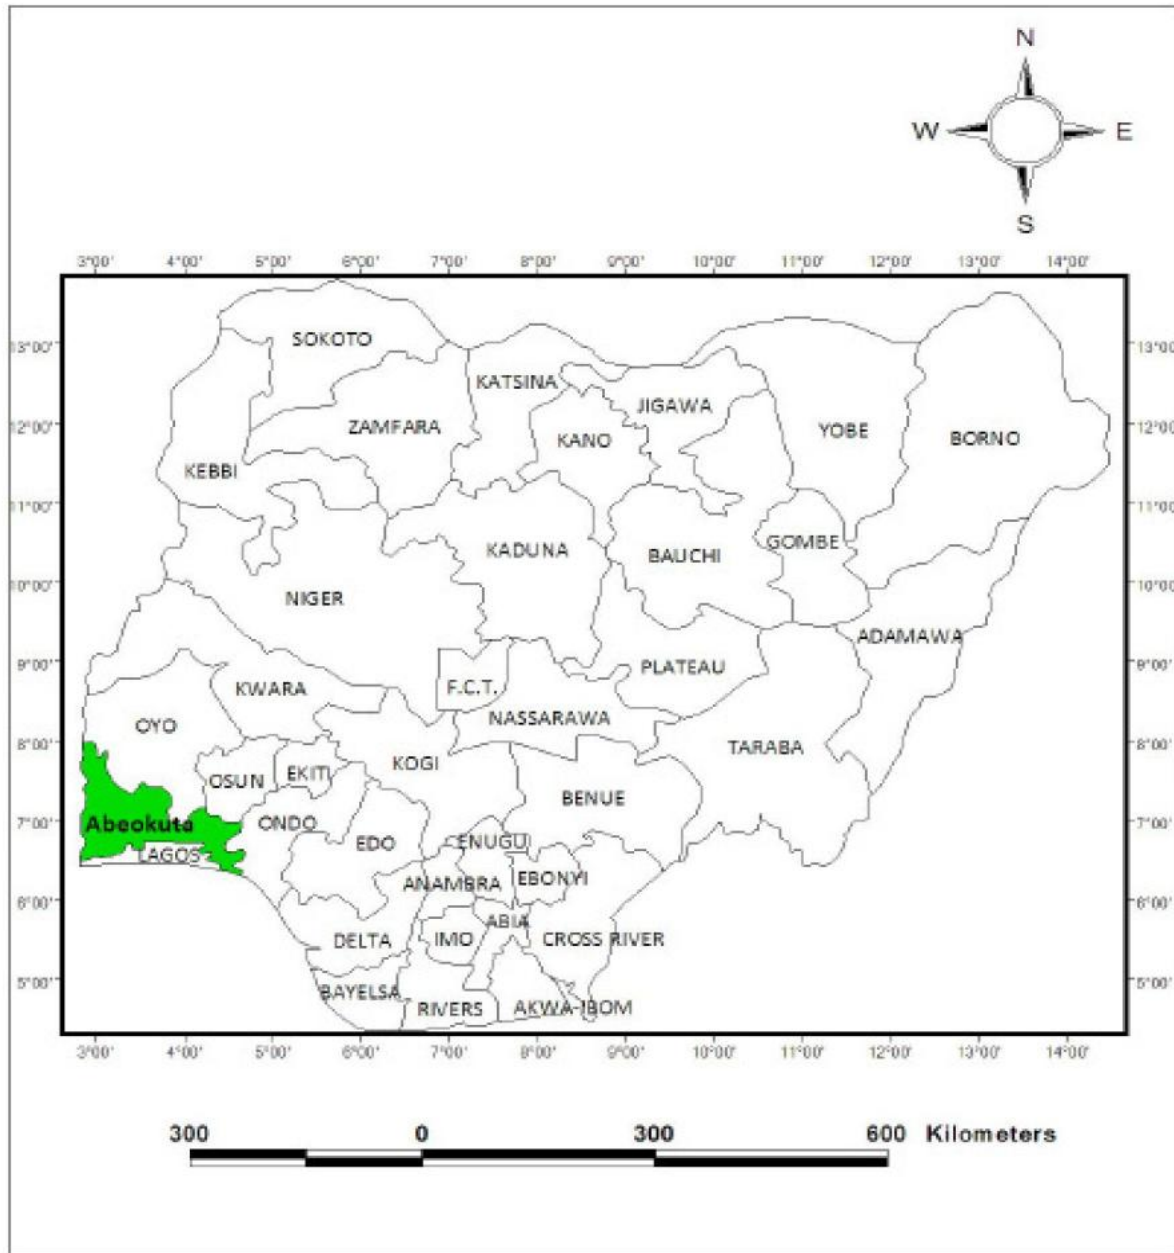 N
W E
S
3°00' 4°00' 5°00' 6°00' 7°00' 8°00' 9°00' 10°00' 11°00' 12°00' 13°00' 14°00'
13°00' 13°00'
SOKOTO
KATSINA
JIGAWA
12°00' ZAMFARA KANO YOBE BORNO 12°00'
KEBBI
11°00' 11°00'
KADUNA BAUCHI GOMBE
10°00' NIGER 10°00'
ADAMAWA
9°00' PLATEAU 9°00'
KWARA F.C.T.
OYO NASSARAWA
8°00' TARABA 8°00'
OSUN EKITI KOGI
BENUE
7°00' Abeokuta ONDO 7°00'
EDO ENUGU
LAGOS
ANAMBRA EBONYI
6°00' 6°00'
ABIA
DELTA IMO CROSS RIVER
5°00' 5°00'
BAYELSA
RIVERS AKWA-IBOM
3°00' 4°00' 5°00' 6°00' 7°00' 8°00' 9°00' 10°00' 11°00' 12°00' 13°00' 14°00'
300 0 300 600 Kilometers